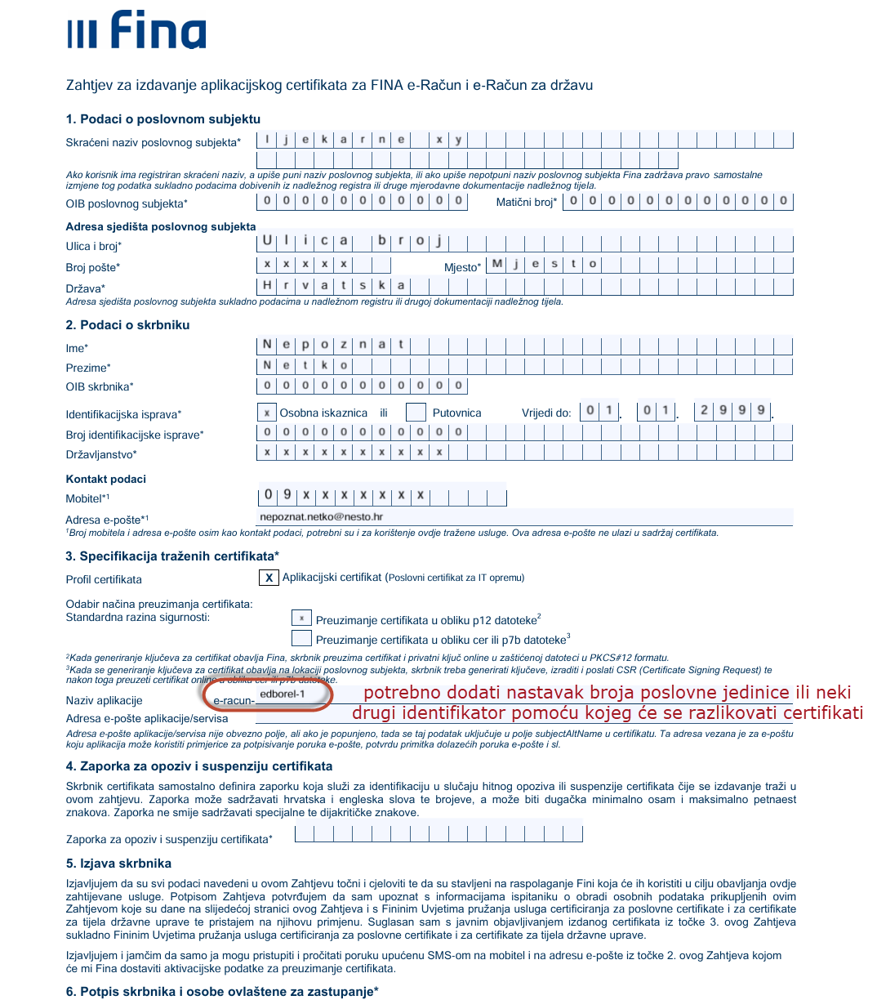 fina
Zahtjev za izdavanje aplikacijskog certifikata za FINA e-Račun i e-Račun za državu
1. Podaci o poslovnom subjektu
Skraćeni naziv poslovnog subjekta* ljekarne xy
Ako korisnik ima registriran skraćeni naziv, a upiše puni naziv poslovnog subjekta, ili ako upiše nepotpuni naziv poslovnog subjekta Fina zadržava pravo samostalne
izmjene tog podatka sukladno podacima dobivenih iz nadležnog registra ili druge mjerodavne dokumentacije nadležnog tijela.
OIB poslovnog subjekta* 00000000000 Matični broj* 000000000000
Adresa sjedišta poslovnog subjekta
Ulica i broj* Ulica broj
Broj pošte* xxxxx Mjesto* Mjesto
Država* Hrvatska
Adresa sjedišta poslovnog subjekta sukladno podacima u nadležnom registru ili drugoj dokumentaciji nadležnog tijela.
2. Podaci o skrbniku
Ime* Nepoznat
Prezime* Netko
OIB skrbnika* 00000000000
Identifikacijska isprava* x Osobna iskaznica ili Putovnica Vrijedi do: 01. 01. 2999.
Broj identifikacijske isprave* 00000000000
Državljanstvo* xxxxxxxxxx
Kontakt podaci
Mobitel*1 09xxxxxxx
Adresa e-pošte*1 nepoznat.netko@nesto.hr
1Broj mobitela i adresa e-pošte osim kao kontakt podaci, potrebni su i za korištenje ovdje tražene usluge. Ova adresa e-pošte ne ulazi u sadržaj certifikata.
3. Specifikacija traženih certifikata*
Profil certifikata X Aplikacijski certifikat (Poslovni certifikat za IT opremu)
Odabir načina preuzimanja certifikata:
Standardna razina sigurnosti: x Preuzimanje certifikata u obliku p12 datoteke2
Preuzimanje certifikata u obliku cer ili p7b datoteke3
2Kada generiranje ključeva za certifikat obavlja Fina, skrbnik preuzima certifikat i privatni ključ online u zaštićenoj datoteci u PKCS#12 formatu.
3Kada se generiranje ključeva za certifikat obavlja na lokaciji poslovnog subjekta, skrbnik treba generirati ključeve, izraditi i poslati CSR (Certificate Signing Request) te
nakon toga preuzeti certifikat online u obliku cer ili p7b datoteke.
Naziv aplikacije e-racun- edborel-1 potrebno dodati nastavak broja poslovne jedinice ili neki
Adresa e-pošte aplikacije/servisa drugi identifikator pomoću kojeg će se razlikovati certifikati
Adresa e-pošte aplikacije/servisa nije obvezno polje, ali ako je popunjeno, tada se taj podatak uključuje u polje subjectAltName u certifikatu. Ta adresa vezana je za e-poštu
koju aplikacija može koristiti primjerice za potpisivanje poruka e-pošte, potvrdu primitka dolazećih poruka e-pošte i sl.
4. Zaporka za opoziv i suspenziju certifikata
Skrbnik certifikata samostalno definira zaporku koja služi za identifikaciju u slučaju hitnog opoziva ili suspenzije certifikata čije se izdavanje traži u
ovom zahtjevu. Zaporka može sadržavati hrvatska i engleska slova te brojeve, a može biti dugačka minimalno osam i maksimalno petnaest
znakova. Zaporka ne smije sadržavati specijalne te dijakritičke znakove.
Zaporka za opoziv i suspenziju certifikata*
5. Izjava skrbnika
Izjavljujem da su svi podaci navedeni u ovom Zahtjevu točni i cjeloviti te da su stavljeni na raspolaganje Fini koja će ih koristiti u cilju obavljanja ovdje
zahtijevane usluge. Potpisom Zahtjeva potvrđujem da sam upoznat s informacijama ispitaniku o obradi osobnih podataka prikupljenih ovim
Zahtjevom koje su dane na slijedećoj stranici ovog Zahtjeva i s Fininim Uvjetima pružanja usluga certificiranja za poslovne certifikate i za certifikate
za tijela državne uprave te pristajem na njihovu primjenu. Suglasan sam s javnim objavljivanjem izdanog certifikata iz točke 3. ovog Zahtjeva
sukladno Fininim Uvjetima pružanja usluga certificiranja za poslovne certifikate i za certifikate za tijela državne uprave.
Izjavljujem i jamčim da samo ja mogu pristupiti i pročitati poruku upućenu SMS-om na mobitel i na adresu e-pošte iz točke 2. ovog Zahtjeva kojom
će mi Fina dostaviti aktivacijske podatke za preuzimanje certifikata.
6. Potpis skrbnika i osobe ovlaštene za zastupanje*